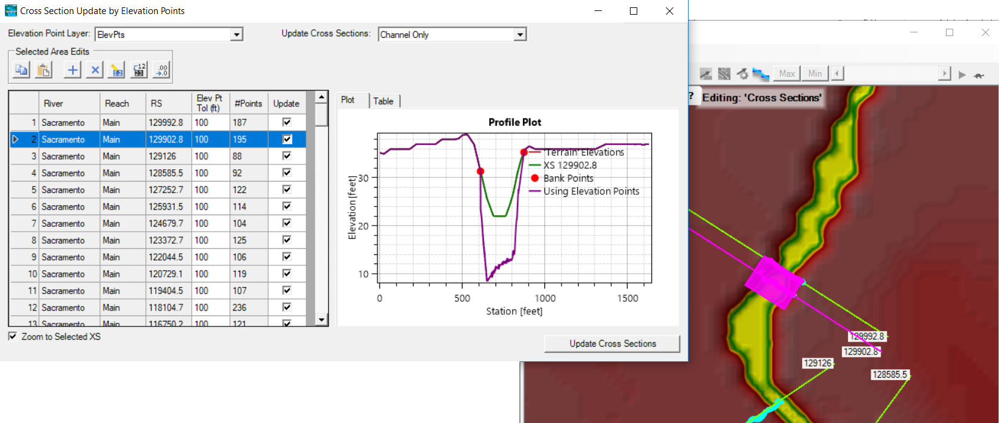 Cross Section Update by Elevation Points
Elevation Point Layer: ElevPts Update Cross Sections: Channel Only
Selected Area Edits
River Reach RS Elev Pt Tol (ft) #Points Update
1 Sacramento Main 129992.8 100 187
2 Sacramento Main 129902.8 100 195
3 Sacramento Main 129126 100 88
4 Sacramento Main 128585.5 100 92
5 Sacramento Main 127252.7 100 122
6 Sacramento Main 125931.5 100 114
7 Sacramento Main 124679.7 100 104
8 Sacramento Main 123372.7 100 125
9 Sacramento Main 122044.5 100 106
10 Sacramento Main 120729.1 100 119
11 Sacramento Main 119404.5 100 107
12 Sacramento Main 118104.7 100 236
13 Sacramento Main 116750.2 100 121
Zoom to Selected XS
Plot Table
Profile Plot
'Terrain' Elevations
XS 129902.8
Bank Points
Using Elevation Points
Elevation [feet]
30
20
10
0 500 1000 1500
Station [feet]
Update Cross Sections
Max Min
? Editing: 'Cross Sections'
129992.8
129902.8
129126
128585.5